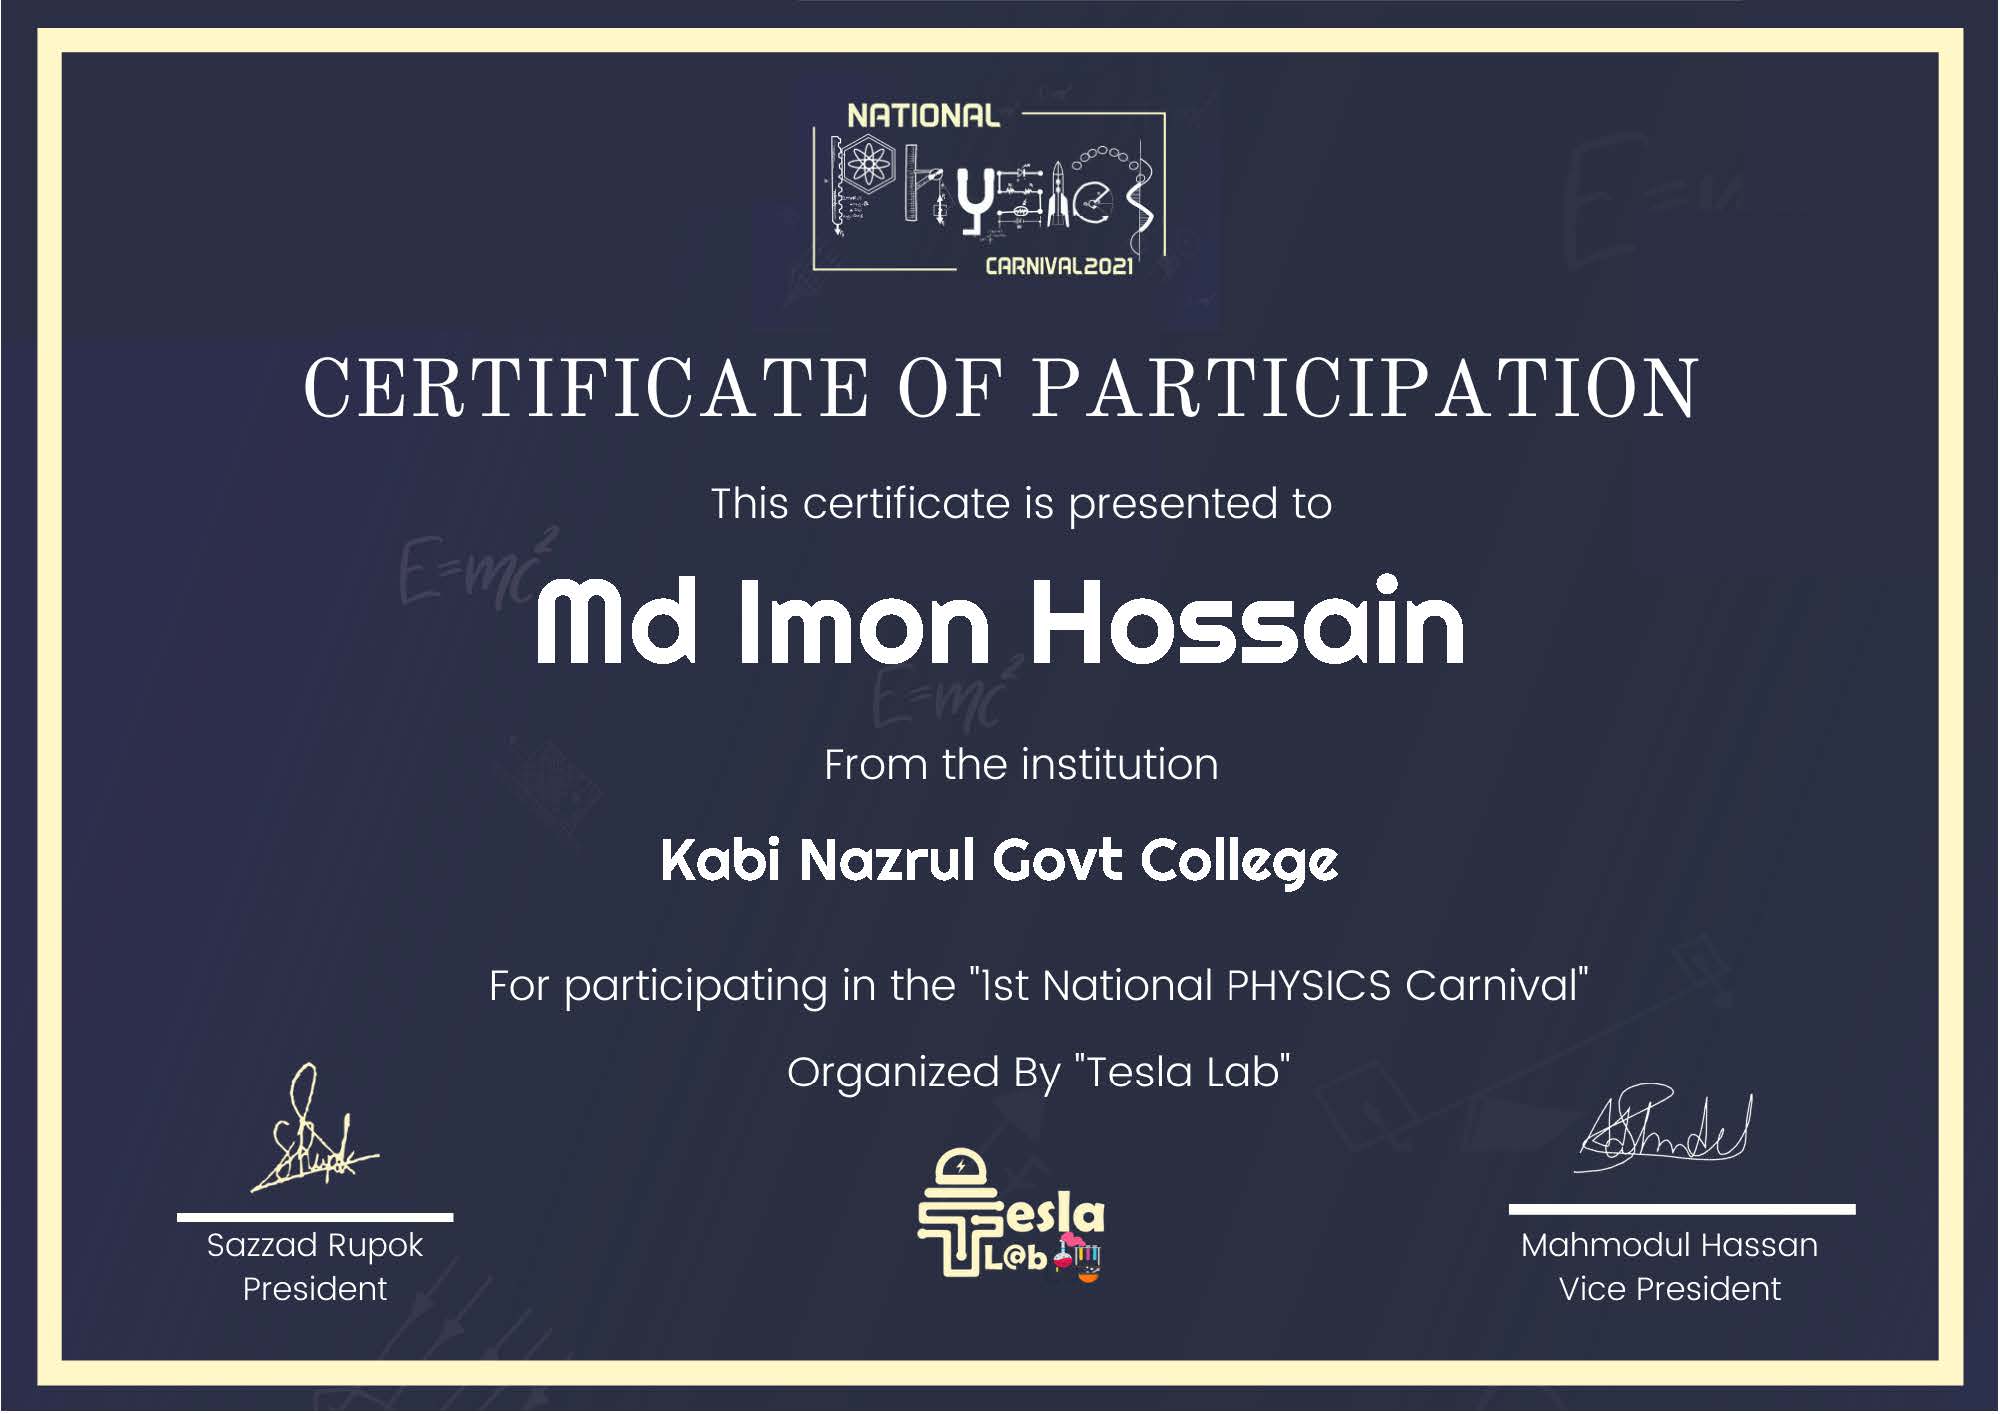 NATIONAL
Physics
CARNIVAL2021
CERTIFICATE OF PARTICIPATION
This certificate is presented to
E=mc²
Md Imon Hossain
E=mc²
From the institution
Kabi Nazrul Govt College
For participating in the "1st National PHYSICS Carnival"
Organized By "Tesla Lab"
Tesla
L@b
Sazzad Rupok
President
Mahmodul Hassan
Vice President